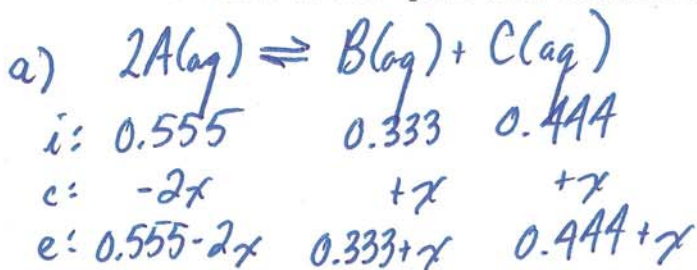 a) 2A(aq) ⇌ B(aq) + C(aq)
i: 0.555 0.333 0.444
c: -2x +x +x
e: 0.555-2x 0.333+x 0.444+x